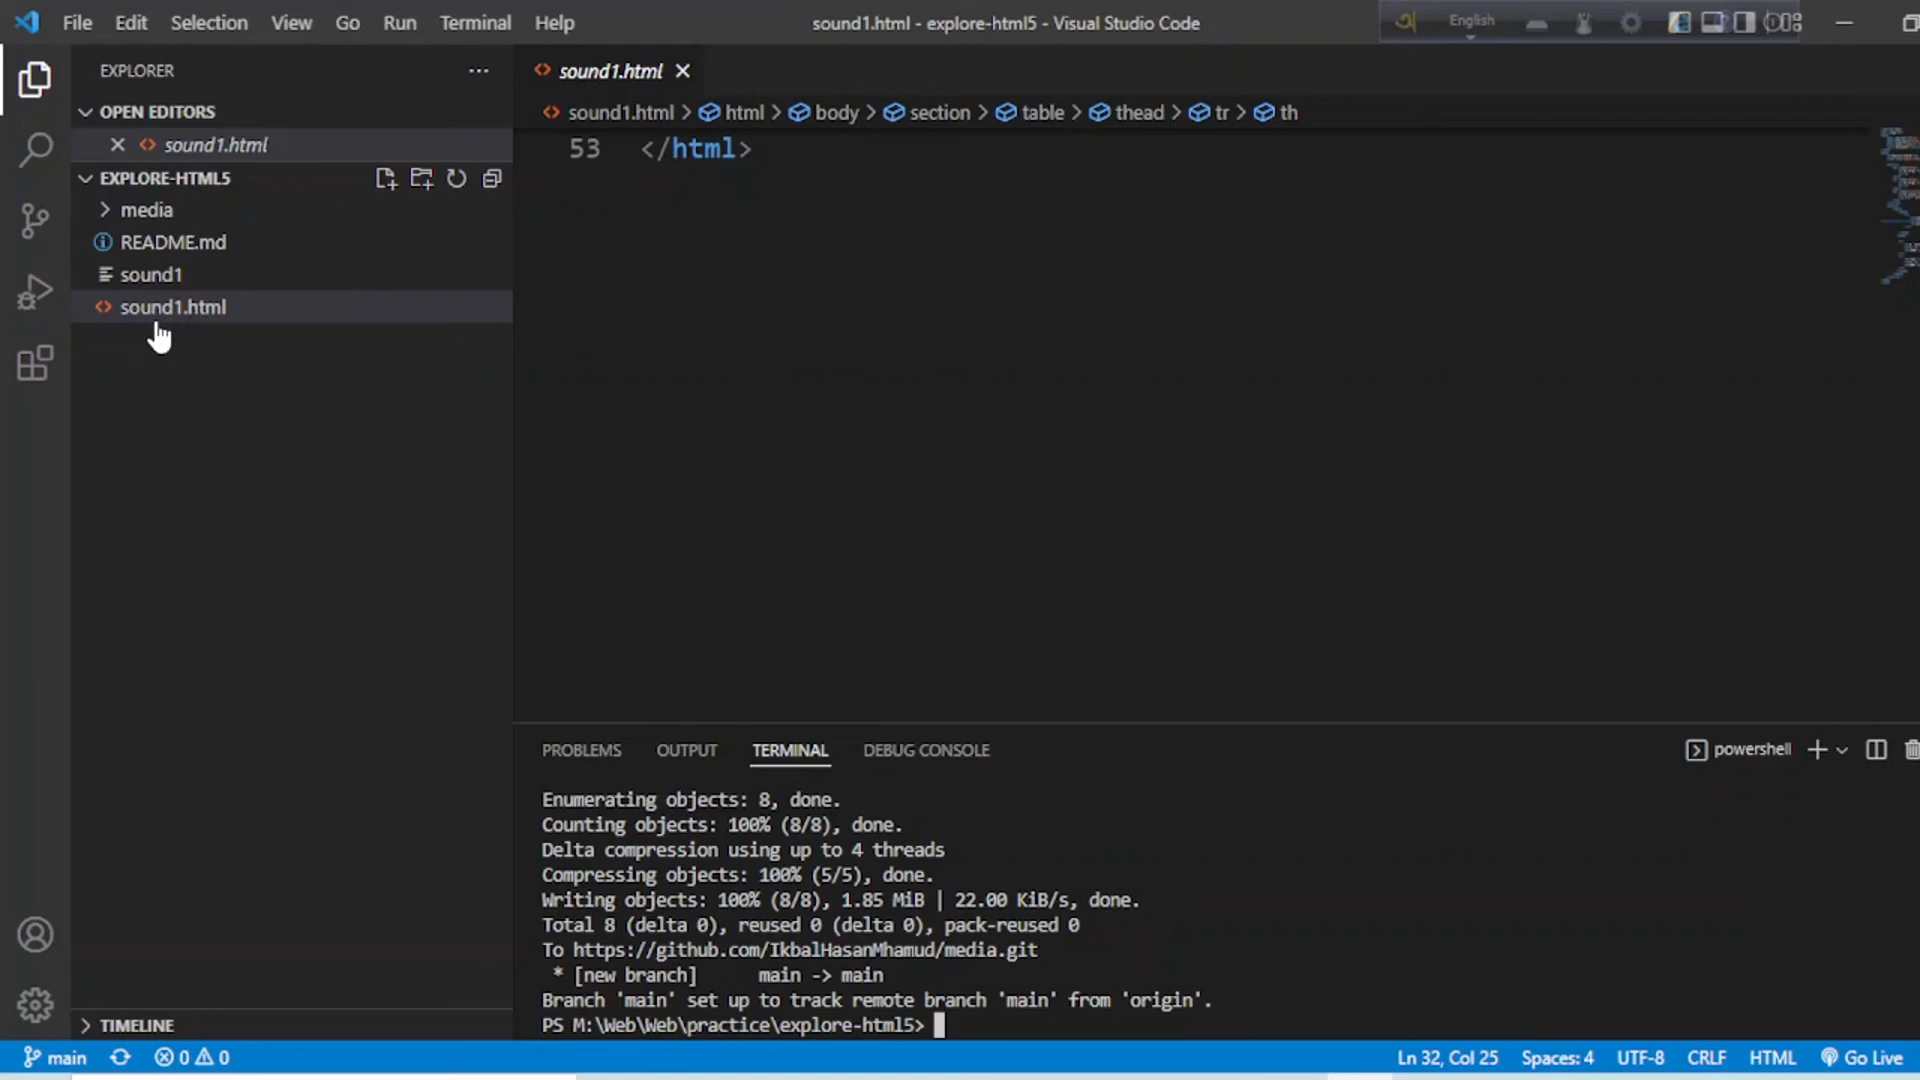 File Edit Selection View Go Run Terminal Help
sound1.html - explore-html5 - Visual Studio Code
English
EXPLORER
OPEN EDITORS
sound1.html
EXPLORE-HTML5
media
README.md
sound1
sound1.html
TIMELINE
sound1.html
sound1.html > html > body > section > table > thead > tr > th
53 </html>
PROBLEMS OUTPUT TERMINAL DEBUG CONSOLE
powershell
Enumerating objects: 8, done.
Counting objects: 100% (8/8), done.
Delta compression using up to 4 threads
Compressing objects: 100% (5/5), done.
Writing objects: 100% (8/8), 1.85 MiB | 22.00 KiB/s, done.
Total 8 (delta 0), reused 0 (delta 0), pack-reused 0
To https://github.com/IkbalHasanMhamud/media.git
* [new branch] main -> main
Branch 'main' set up to track remote branch 'main' from 'origin'.
PS M:\Web\Web\practice\explore-html5>
main 0 0 Ln 32, Col 25 Spaces: 4 UTF-8 CRLF HTML Go Live